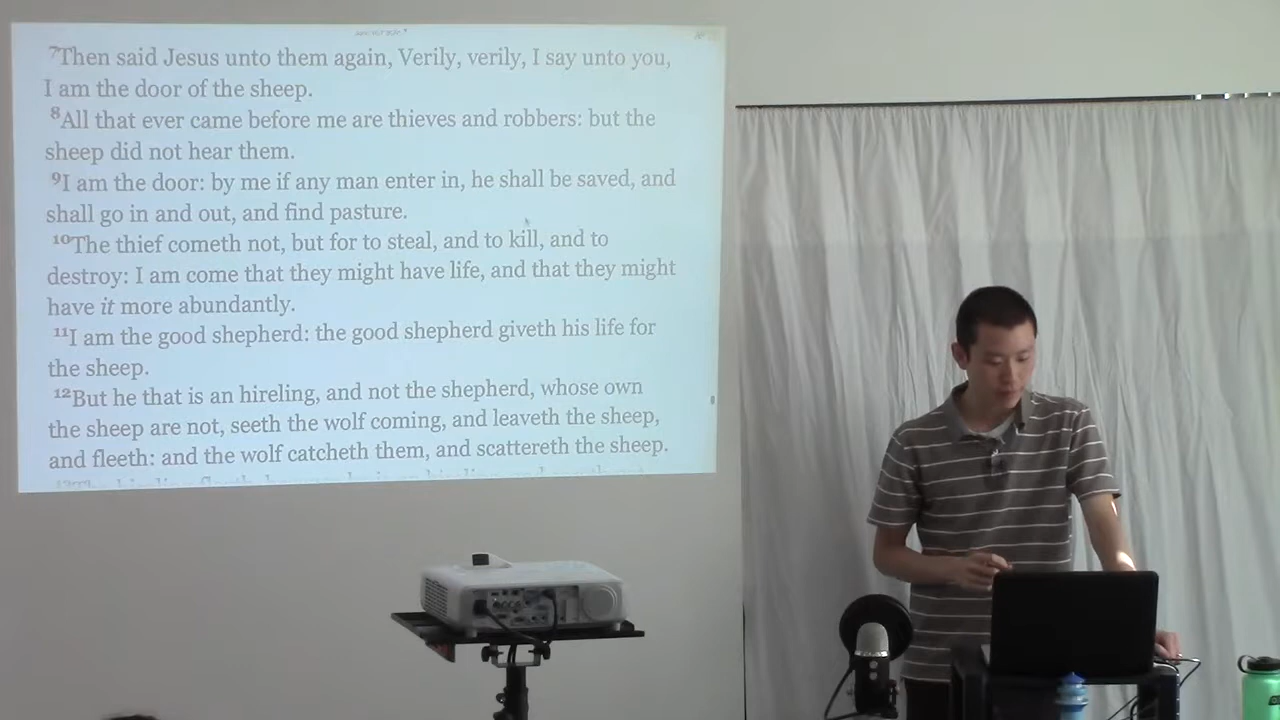 ⁷Then said Jesus unto them again, Verily, verily, I say unto you,
I am the door of the sheep.
⁸All that ever came before me are thieves and robbers: but the
sheep did not hear them.
⁹I am the door: by me if any man enter in, he shall be saved, and
shall go in and out, and find pasture.
¹⁰The thief cometh not, but for to steal, and to kill, and to
destroy: I am come that they might have life, and that they might
have it more abundantly.
¹¹I am the good shepherd: the good shepherd giveth his life for
the sheep.
¹²But he that is an hireling, and not the shepherd, whose own
the sheep are not, seeth the wolf coming, and leaveth the sheep,
and fleeth: and the wolf catcheth them, and scattereth the sheep.